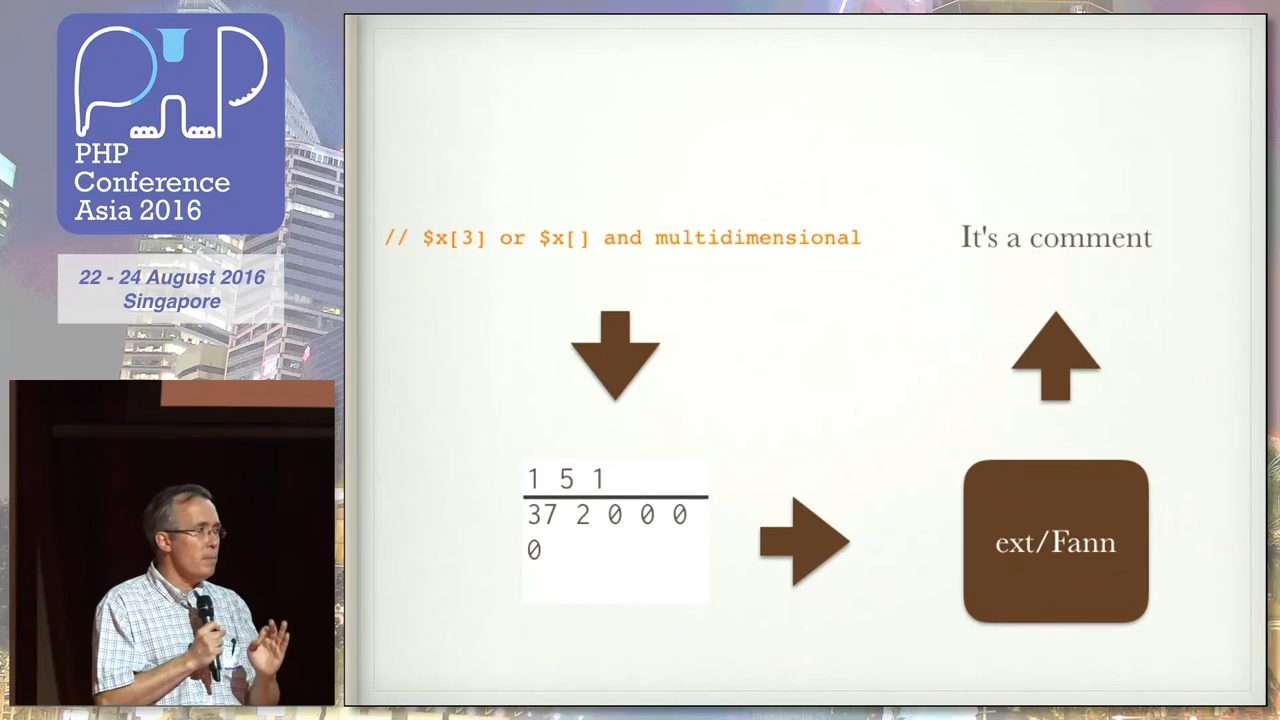 PHP
PHP
Conference
Asia 2016
22 - 24 August 2016
Singapore
// $x[3] or $x[] and multidimensional
It's a comment
1 5 1
37 2 0 0 0
0
ext/Fann